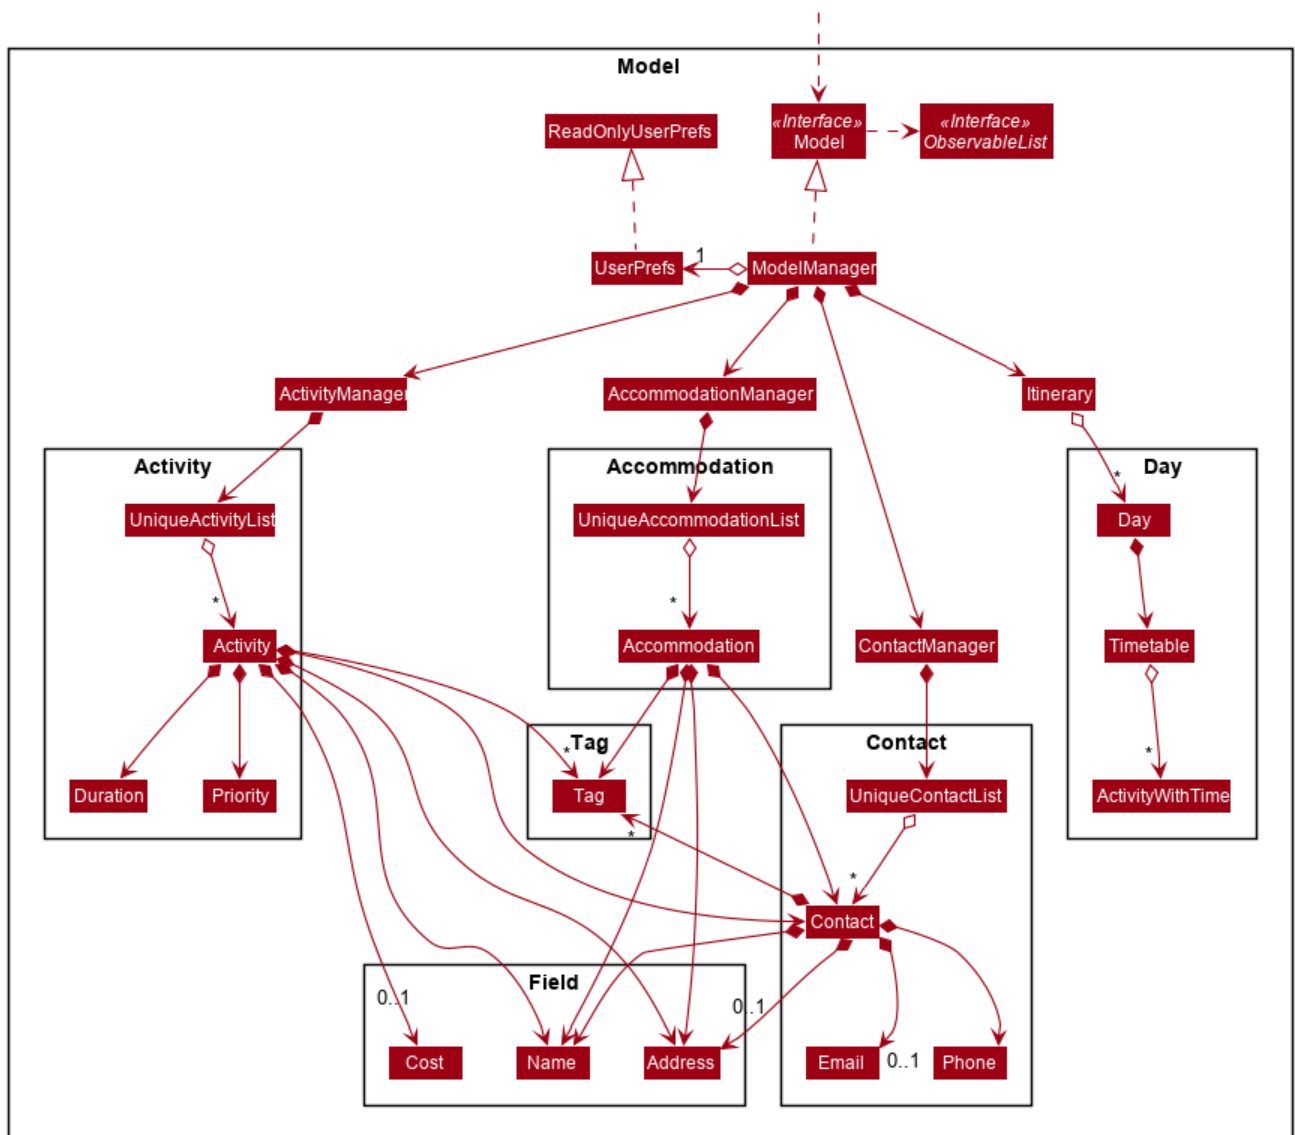 Model
ReadOnlyUserPrefs
«Interface»
Model
«Interface»
ObservableList
UserPrefs
1
ModelManager
ActivityManager
AccommodationManager
Itinerary
Activity
Accommodation
Day
UniqueActivityList
UniqueAccommodationList
*
Day
*
*
Activity
Accommodation
ContactManager
Timetable
Tag
Contact
*
*
*
Duration
Priority
Tag
UniqueContactList
ActivityWithTime
*
*
Contact
Field
0..1
0..1
Cost
Name
Address
Email
0..1
Phone